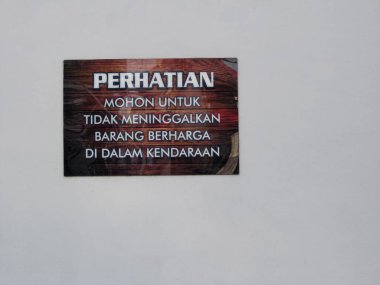 PERHATIAN
MOHON UNTUK
TIDAK MENINGGALKAN
BARANG BERHARGA
DI DALAM KENDARAAN